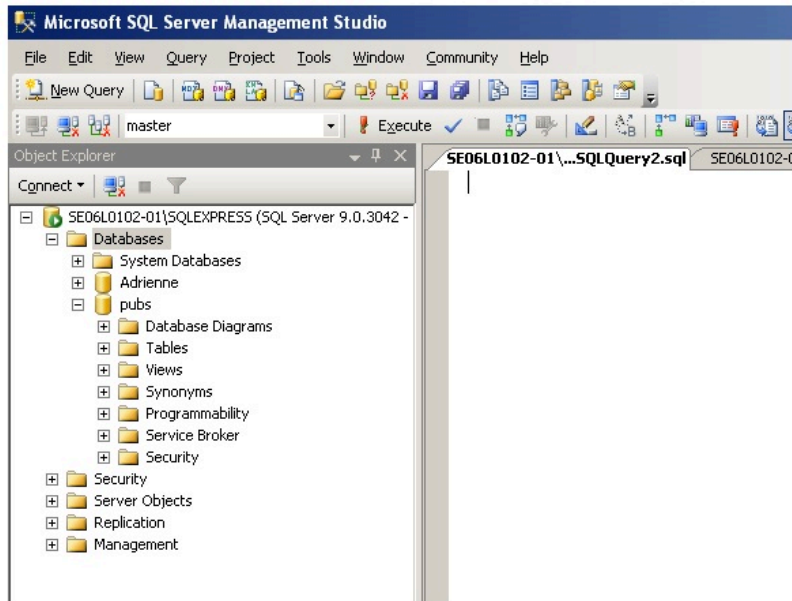 Microsoft SQL Server Management Studio
File Edit View Query Project Tools Window Community Help
New Query
master
Execute
Object Explorer
SE06L0102-01\...SQLQuery2.sql SE06L0102-0
Connect
SE06L0102-01\SQLEXPRESS (SQL Server 9.0.3042 -
Databases
System Databases
Adrienne
pubs
Database Diagrams
Tables
Views
Synonyms
Programmability
Service Broker
Security
Security
Server Objects
Replication
Management